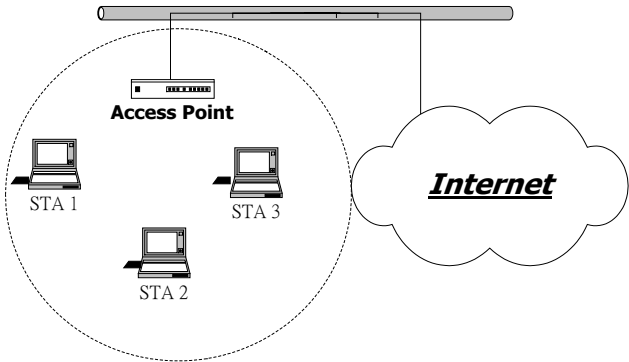 Access Point
Internet
STA 1
STA 3
STA 2